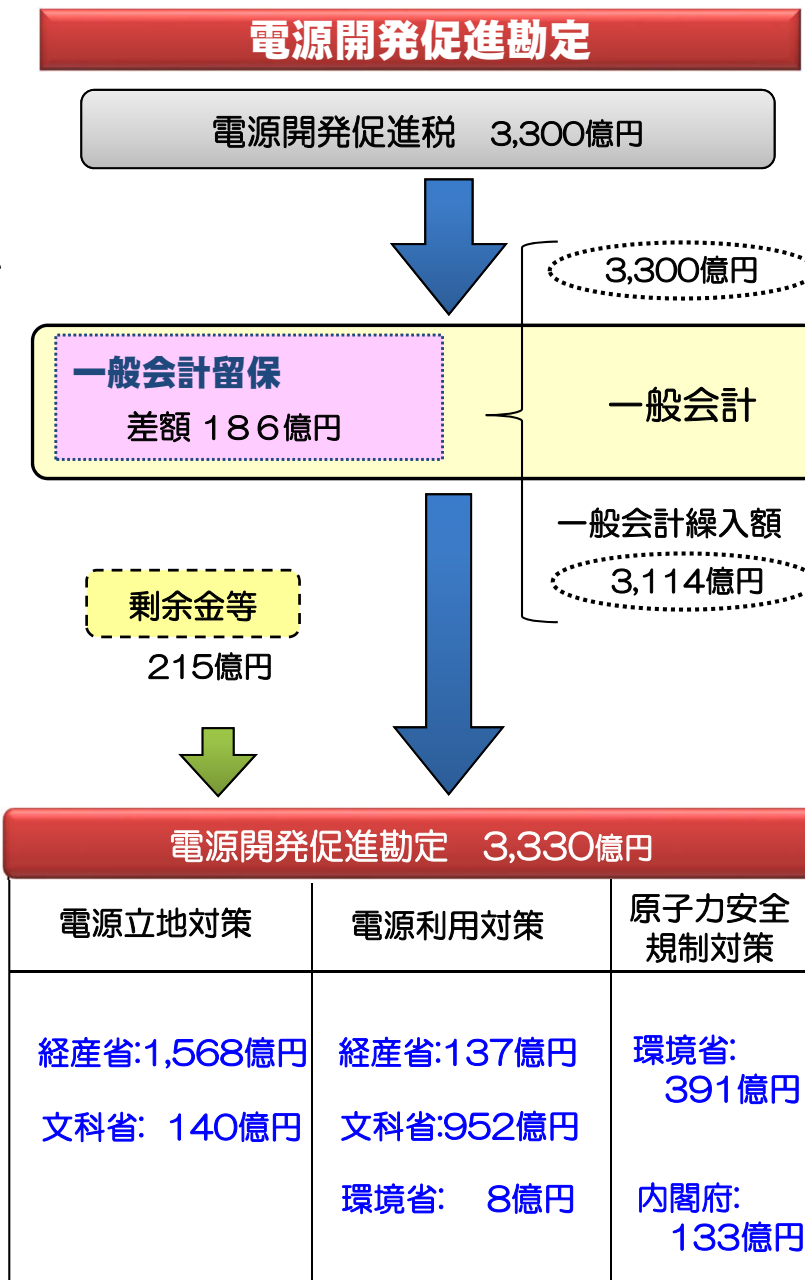 電源開発促進勘定
電源開発促進税　3,300億円
3,300億円
一般会計留保
差額 186億円
一般会計
一般会計繰入額
3,114億円
剰余金等
215億円
電源開発促進勘定　3,330億円
電源立地対策
電源利用対策
原子力安全
規制対策
経産省:1,568億円
文科省:　140億円
経産省:137億円
文科省:952億円
環境省:　8億円
環境省:
391億円
内閣府:
133億円